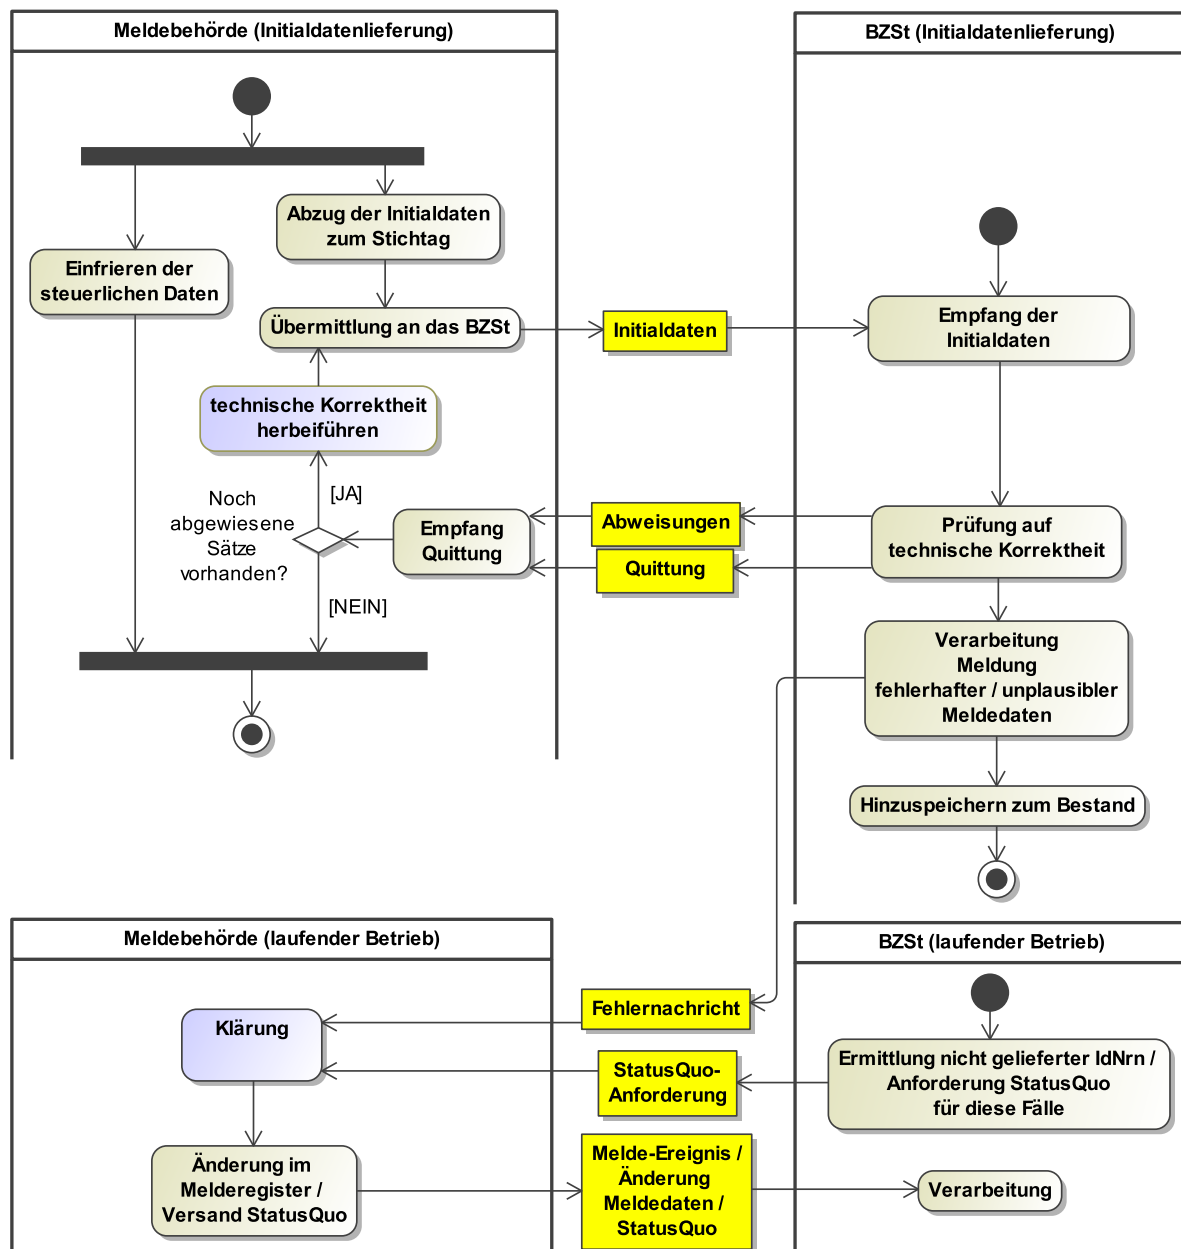 Meldebehörde (Initialdatenlieferung)
BZSt (Initialdatenlieferung)
Abzug der Initialdaten
zum Stichtag
Einfrieren der
steuerlichen Daten
Übermittlung an das BZSt
Initialdaten
Empfang der
Initialdaten
technische Korrektheit
herbeiführen
[JA]
Noch
abgewiesene
Sätze
vorhanden?
Empfang
Quittung
Abweisungen
Quittung
Prüfung auf
technische Korrektheit
[NEIN]
Verarbeitung
Meldung
fehlerhafter / unplausibler
Meldedaten
Hinzuspeichern zum Bestand
Meldebehörde (laufender Betrieb)
BZSt (laufender Betrieb)
Fehlernachricht
Klärung
StatusQuo-
Anforderung
Ermittlung nicht gelieferter IdNrn /
Anforderung StatusQuo
für diese Fälle
Änderung im
Melderegister /
Versand StatusQuo
Melde-Ereignis /
Änderung
Meldedaten /
StatusQuo
Verarbeitung